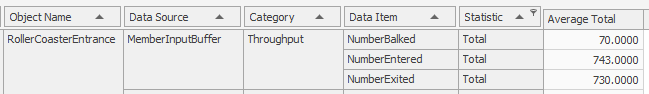 Object Name Data Source Category Data Item Statistic Average Total
RollerCoasterEntrance MemberInputBuffer Throughput NumberBalked Total 70.0000
NumberEntered Total 743.0000
NumberExited Total 730.0000